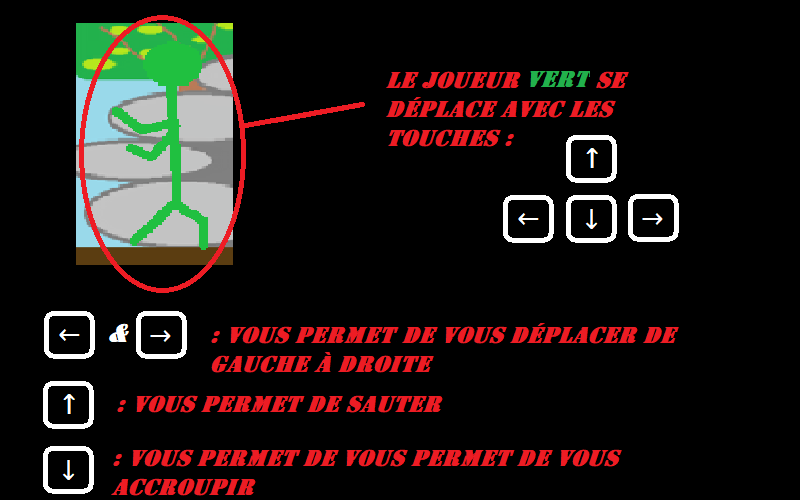 LE JOUEUR VERT SE
DÉPLACE AVEC LES
TOUCHES :
↑
← ↓ →
← & → : VOUS PERMET DE VOUS DÉPLACER DE
GAUCHE À DROITE
↑ : VOUS PERMET DE SAUTER
↓ : VOUS PERMET DE VOUS PERMET DE VOUS
ACCROUPIR